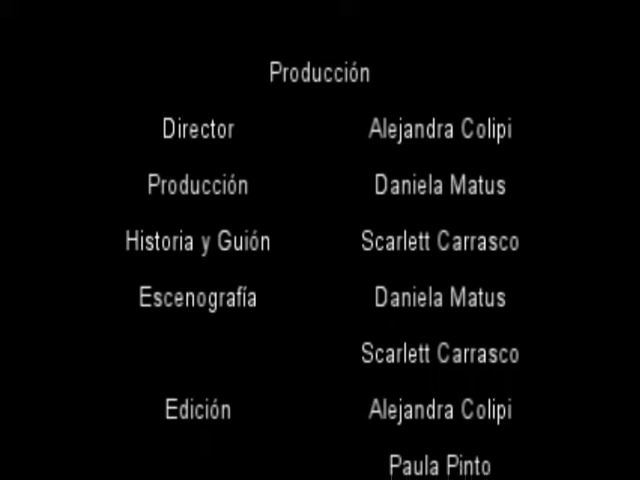 Producción
Director Alejandra Colipi
Producción Daniela Matus
Historia y Guión Scarlett Carrasco
Escenografía Daniela Matus
Scarlett Carrasco
Edición Alejandra Colipi
Paula Pinto